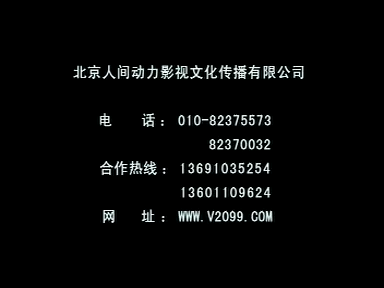 北京人间动力影视文化传播有限公司
电　话：010-82375573
82370032
合作热线：13691035254
13601109624
网　址：WWW.V2099.COM